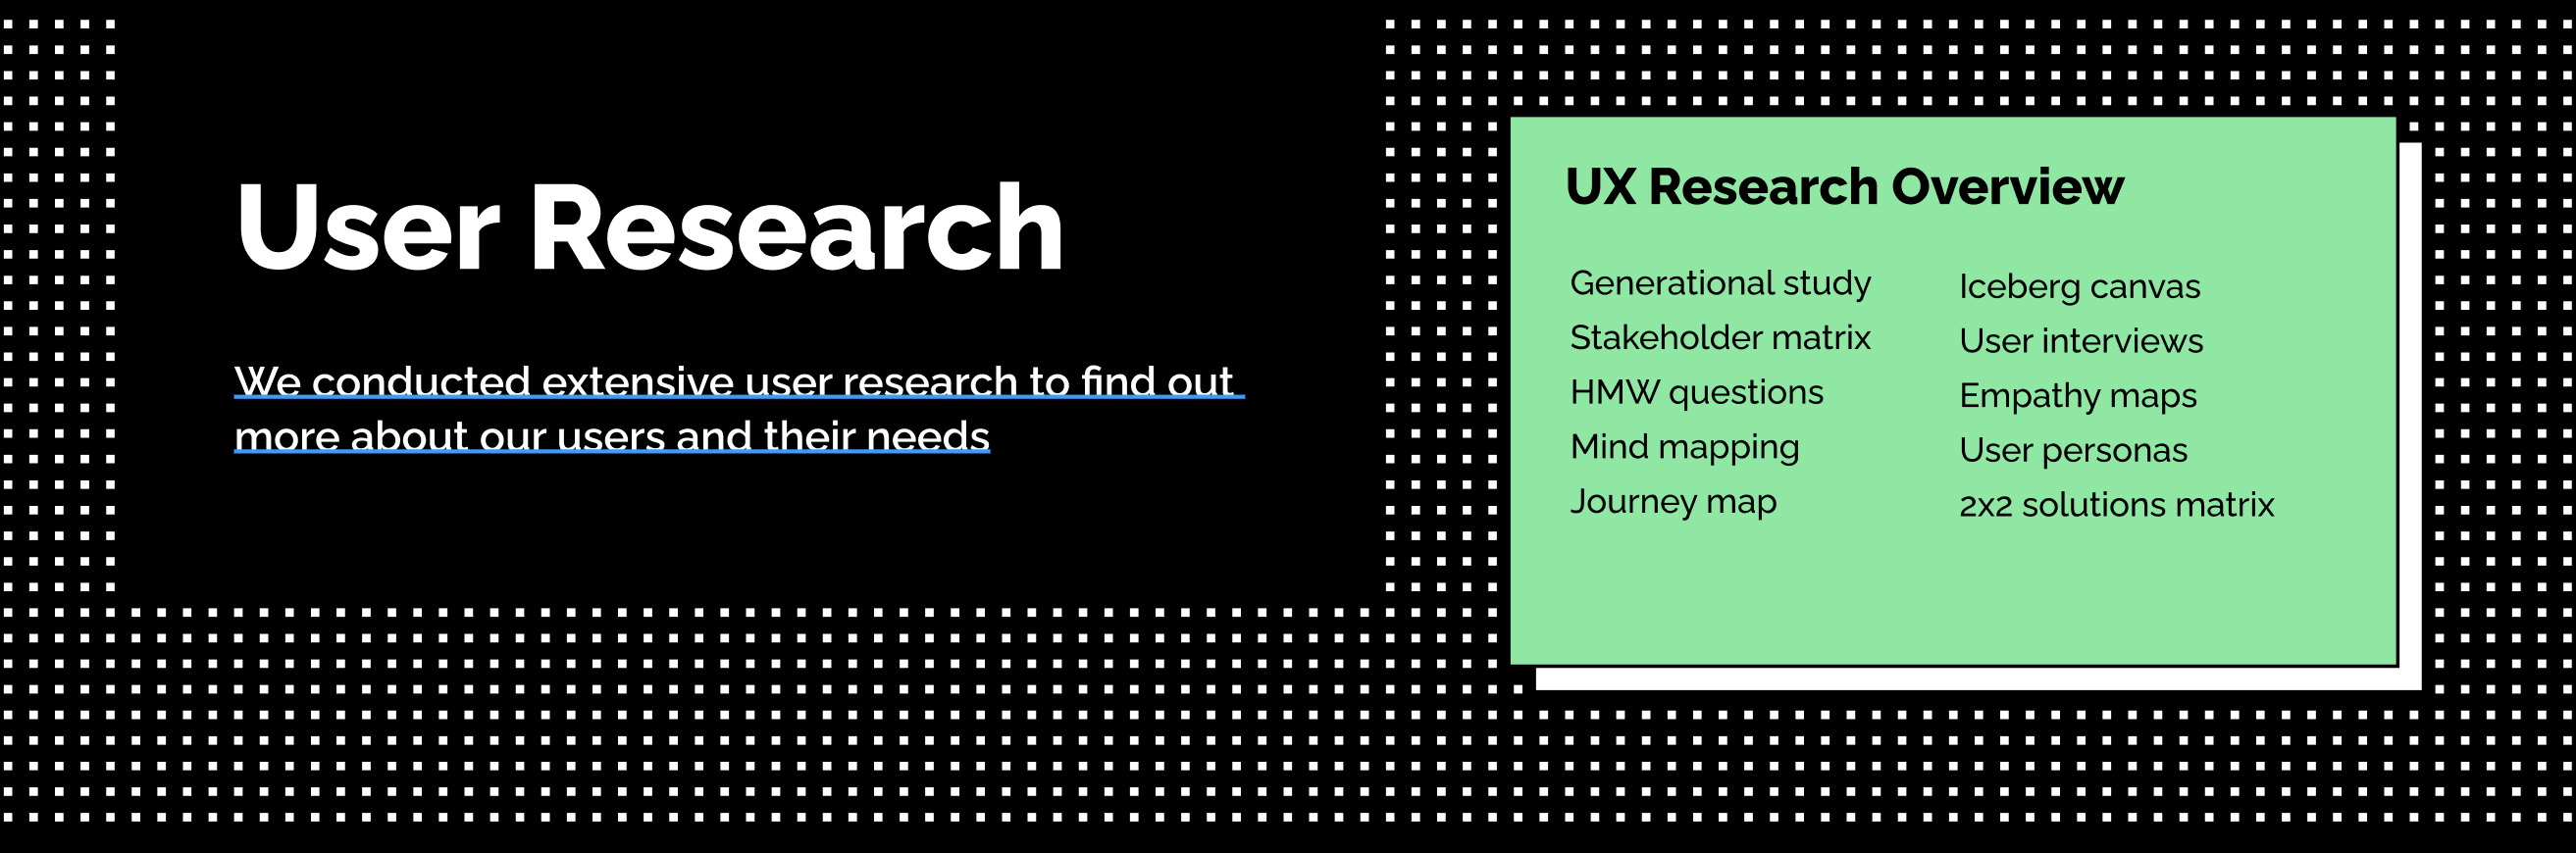 User Research
We conducted extensive user research to find out
more about our users and their needs
UX Research Overview
Generational study
Stakeholder matrix
HMW questions
Mind mapping
Journey map
Iceberg canvas
User interviews
Empathy maps
User personas
2x2 solutions matrix